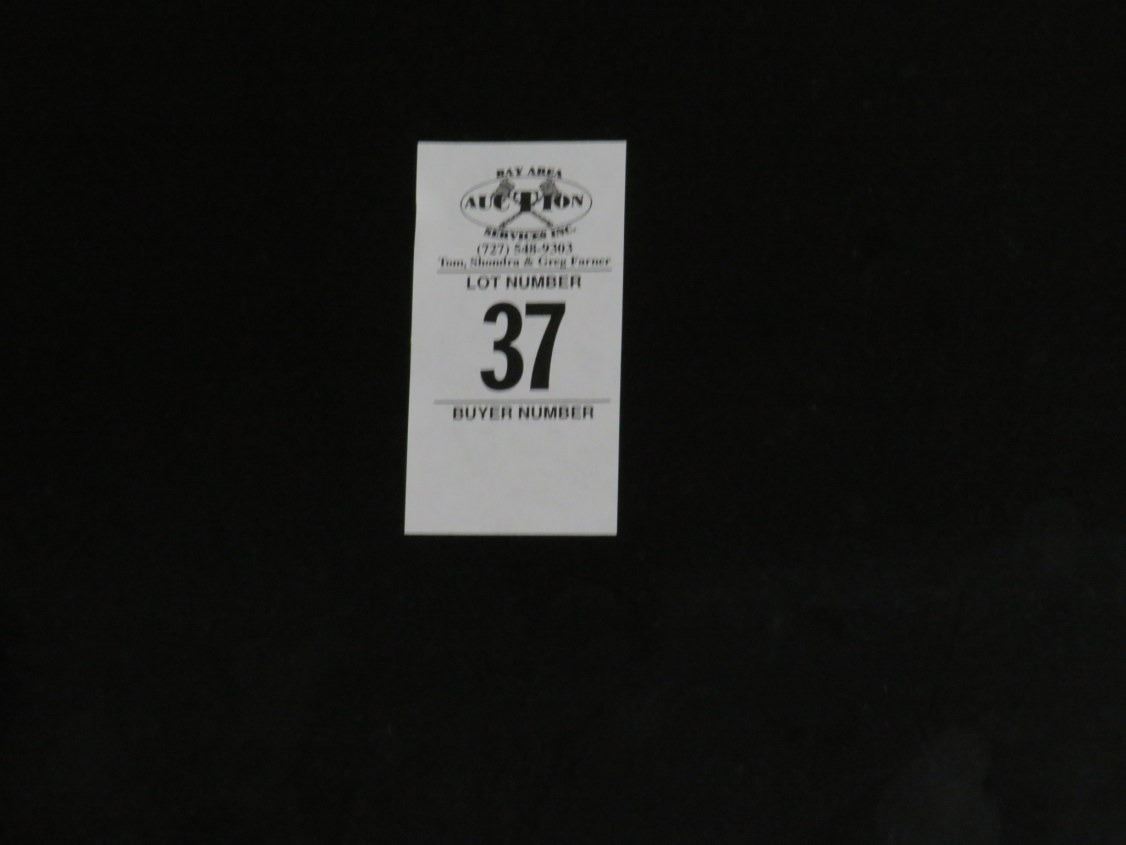 BAY AREA
AUCTION
SERVICES INC.
(727) 548-9303
Tom, Shondra & Greg Farner
LOT NUMBER
37
BUYER NUMBER